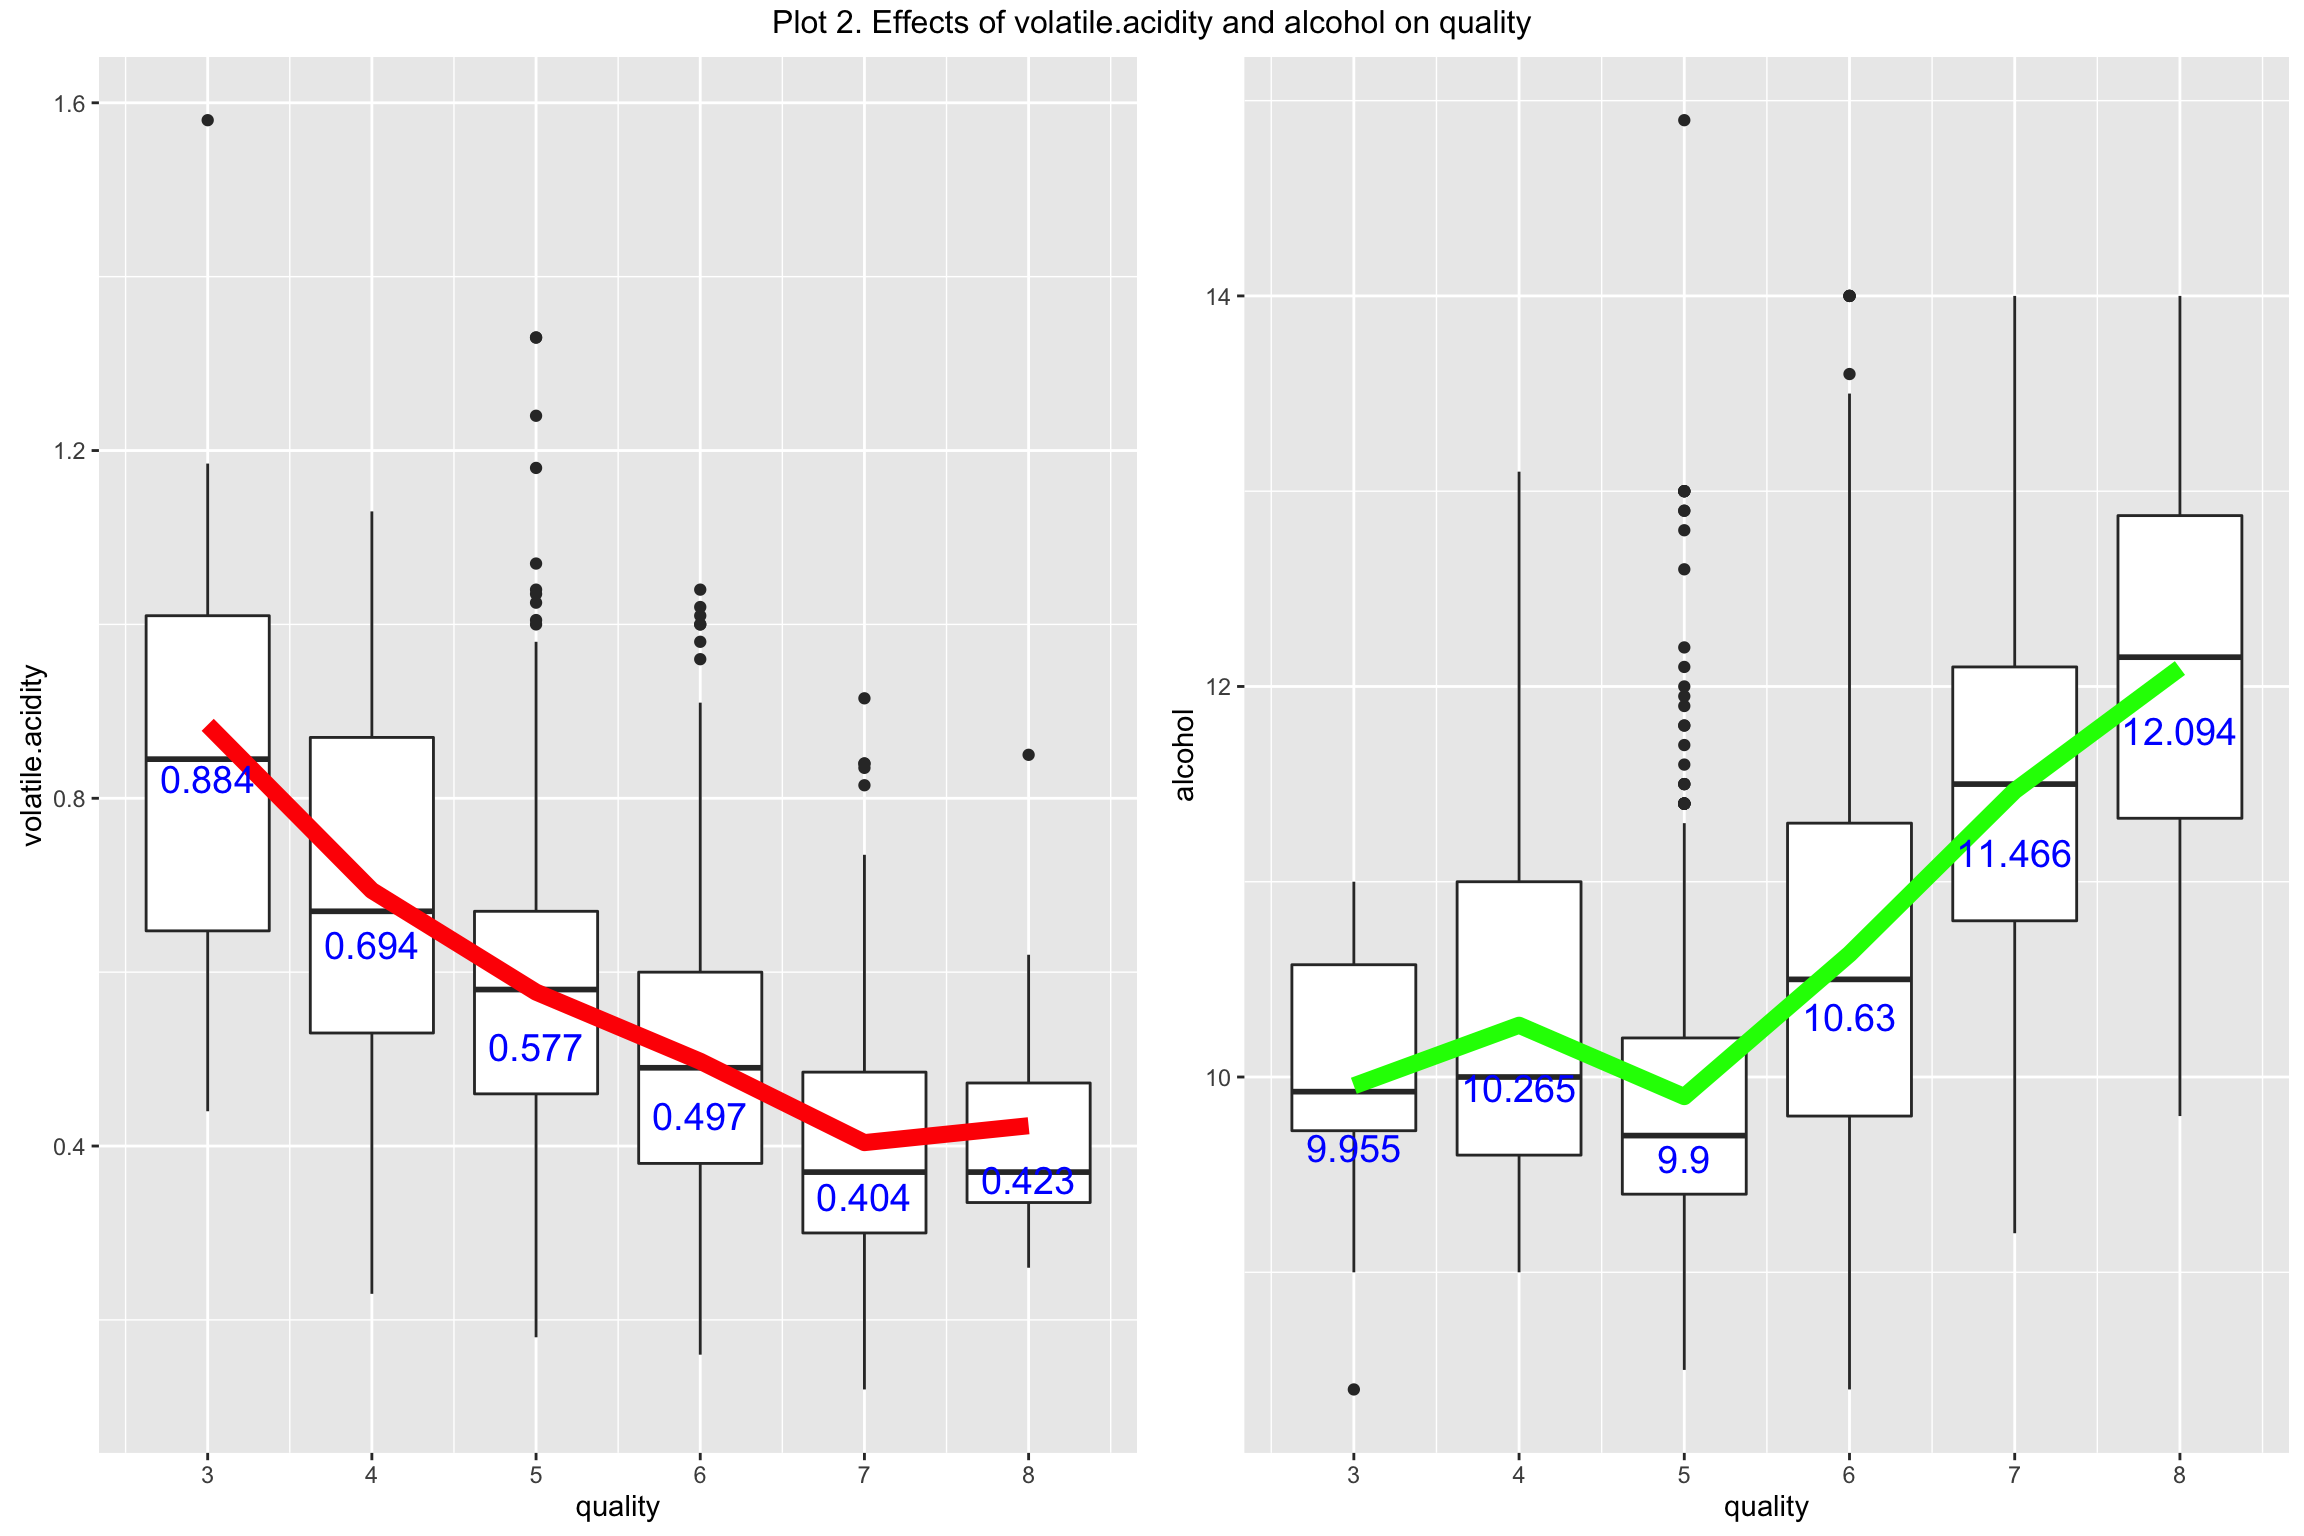 Plot 2. Effects of volatile.acidity and alcohol on quality
volatile.acidity
1.6
1.2
0.8
0.4
0.884
0.694
0.577
0.497
0.404
0.423
3 4 5 6 7 8
quality
alcohol
14
12
10
9.955
10.265
9.9
10.63
11.466
12.094
3 4 5 6 7 8
quality